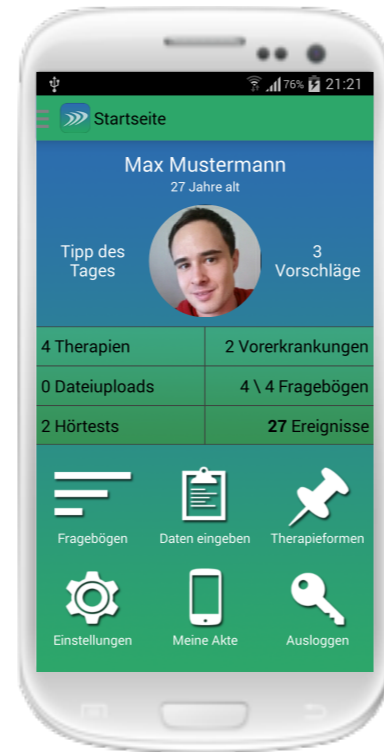 76% 21:21
Startseite
Max Mustermann
27 Jahre alt
Tipp des
Tages
3
Vorschläge
4 Therapien
2 Vorerkrankungen
0 Dateiuploads
4 \ 4 Fragebögen
2 Hörtests
27 Ereignisse
Fragebögen
Daten eingeben
Therapieformen
Einstellungen
Meine Akte
Ausloggen